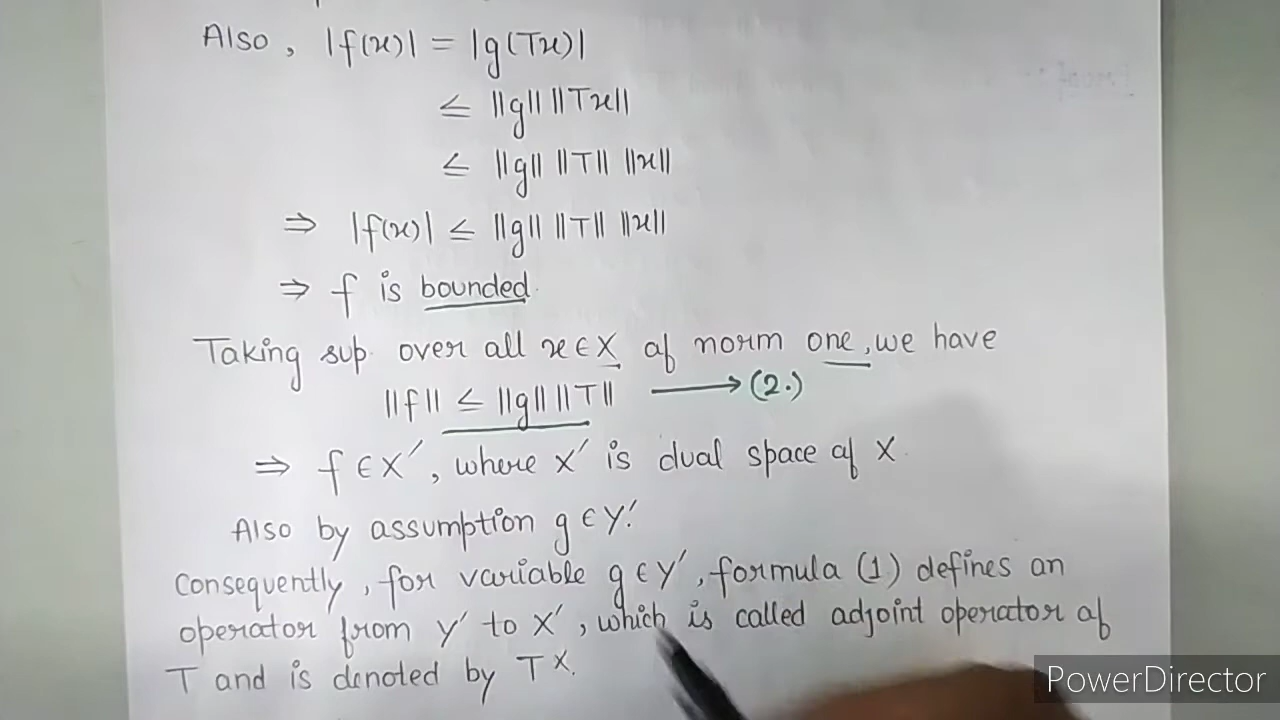 Also, |f(x)| = |g(Tx)|
≤ ||g|| ||Tx||
≤ ||g|| ||T|| ||x||
⇒ |f(x)| ≤ ||g|| ||T|| ||x||
⇒ f is bounded.
Taking sup. over all x ∈ X of norm one, we have
||f|| ≤ ||g|| ||T|| ⟶ (2.)
⇒ f ∈ X′, where X′ is dual space of X.
Also by assumption g ∈ Y′.
Consequently, for variable g ∈ Y′, formula (1) defines an
operator from Y′ to X′, which is called adjoint operator of
T and is denoted by T^×.
PowerDirector